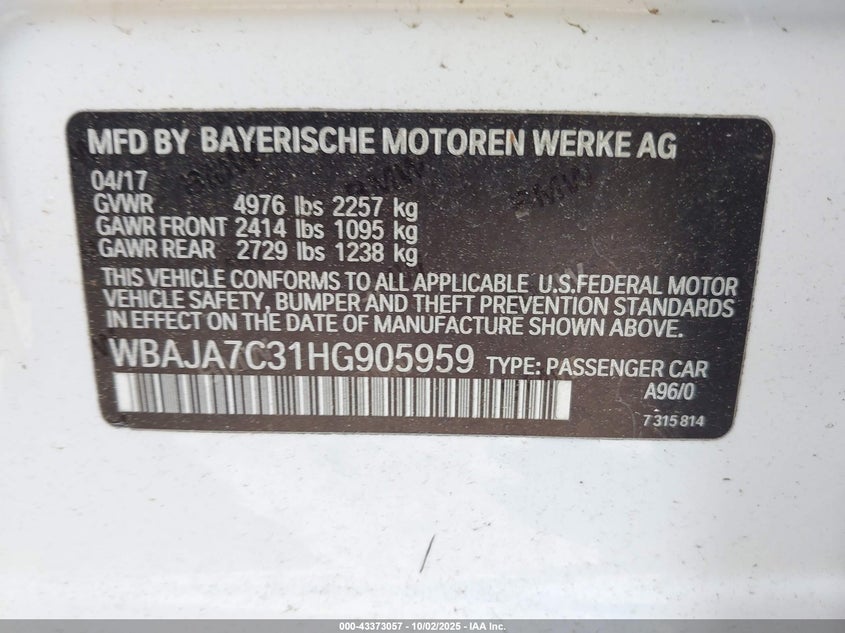 MFD BY BAYERISCHE MOTOREN WERKE AG
04/17
GVWR 4976 lbs 2257 kg
GAWR FRONT 2414 lbs 1095 kg
GAWR REAR 2729 lbs 1238 kg
THIS VEHICLE CONFORMS TO ALL APPLICABLE U.S.FEDERAL MOTOR
VEHICLE SAFETY, BUMPER AND THEFT PREVENTION STANDARDS
IN EFFECT ON THE DATE OF MANUFACTURE SHOWN ABOVE.
WBAJA7C31HG905959 TYPE: PASSENGER CAR
A96/0
7 315 814
000-43373057 - 10/02/2025 - IAA Inc.